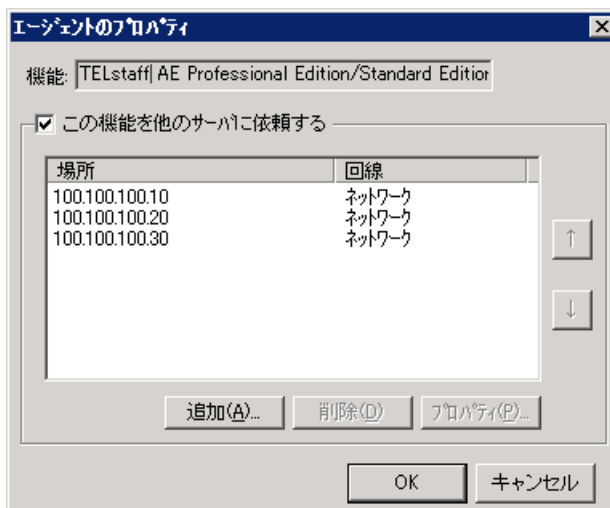 エージェントのプロパティ
機能: TELstaff AE Professional Edition/Standard Edition
この機能を他のサーバに依頼する
場所 回線
100.100.100.10 ネットワーク
100.100.100.20 ネットワーク
100.100.100.30 ネットワーク
↑
↓
追加(A)... 削除(D) プロパティ(P)...
OK キャンセル